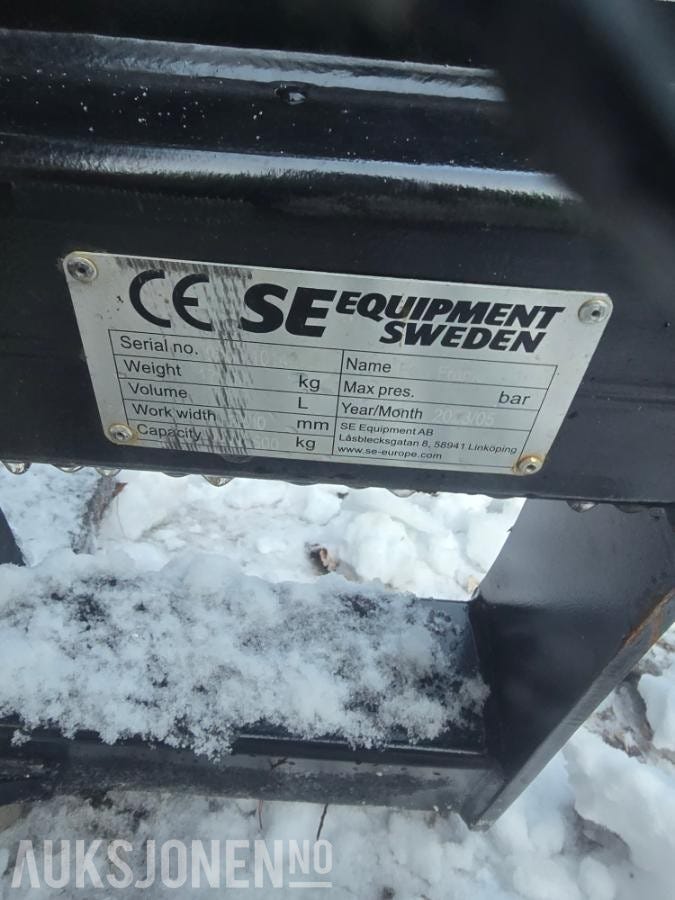 CE SE EQUIPMENT
SWEDEN
Serial no.
Weight kg
Volume L
Work width mm
Capacity kg
Name
Max pres. bar
Year/Month
SE Equipment AB
Låsblecksgatan 8, 58941 Linköping
www.se-europe.com
AUKSJONEN.NO